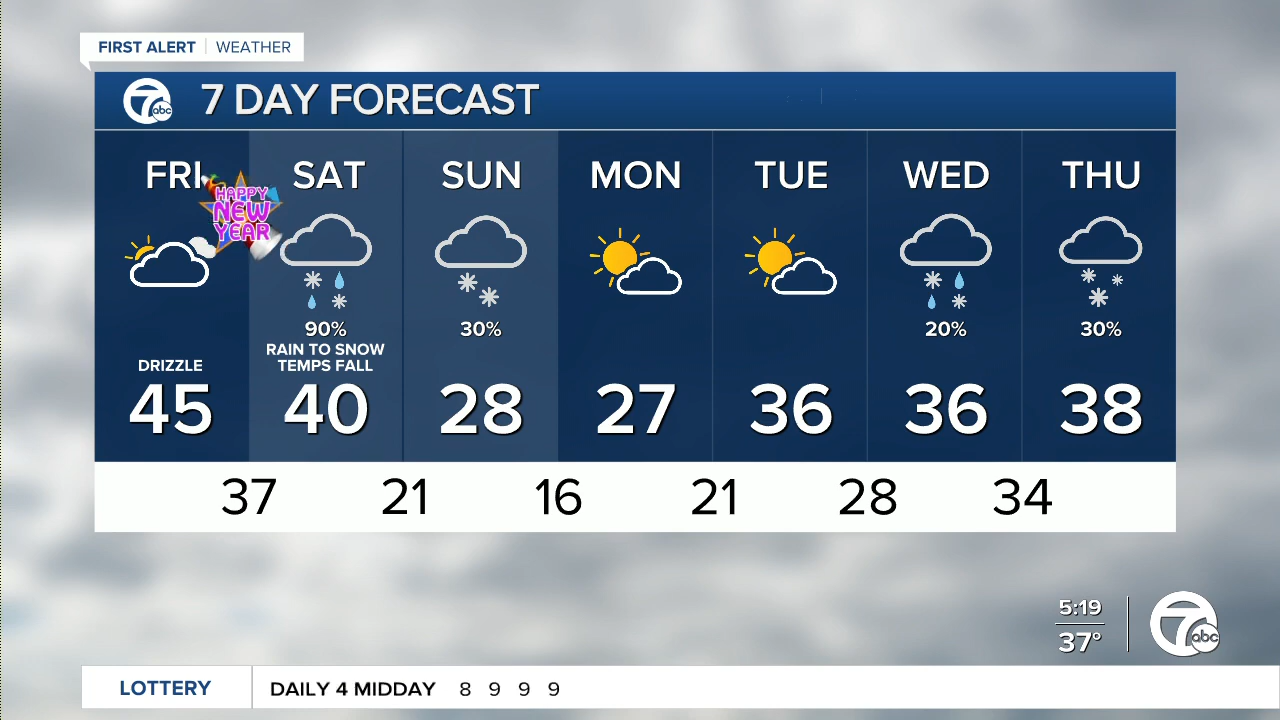 FIRST ALERT | WEATHER
7abc 7 DAY FORECAST
FRI SAT SUN MON TUE WED THU
HAPPY
NEW
YEAR
90% 30% 20% 30%
DRIZZLE RAIN TO SNOW
TEMPS FALL
45 40 28 27 36 36 38
37 21 16 21 28 34
5:19
37°
7abc
LOTTERY DAILY 4 MIDDAY 8 9 9 9